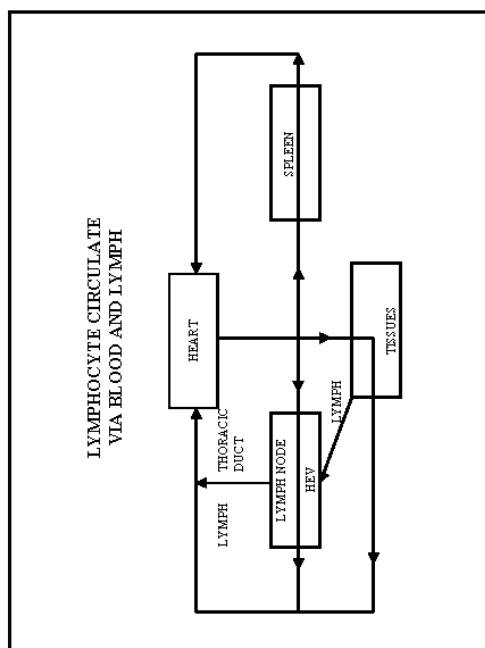 LYMPHOCYTE CIRCULATE
VIA BLOOD AND LYMPH
HEART
SPLEEN
THORACIC
DUCT
LYMPH
LYMPH NODE
HEV
LYMPH
TISSUES